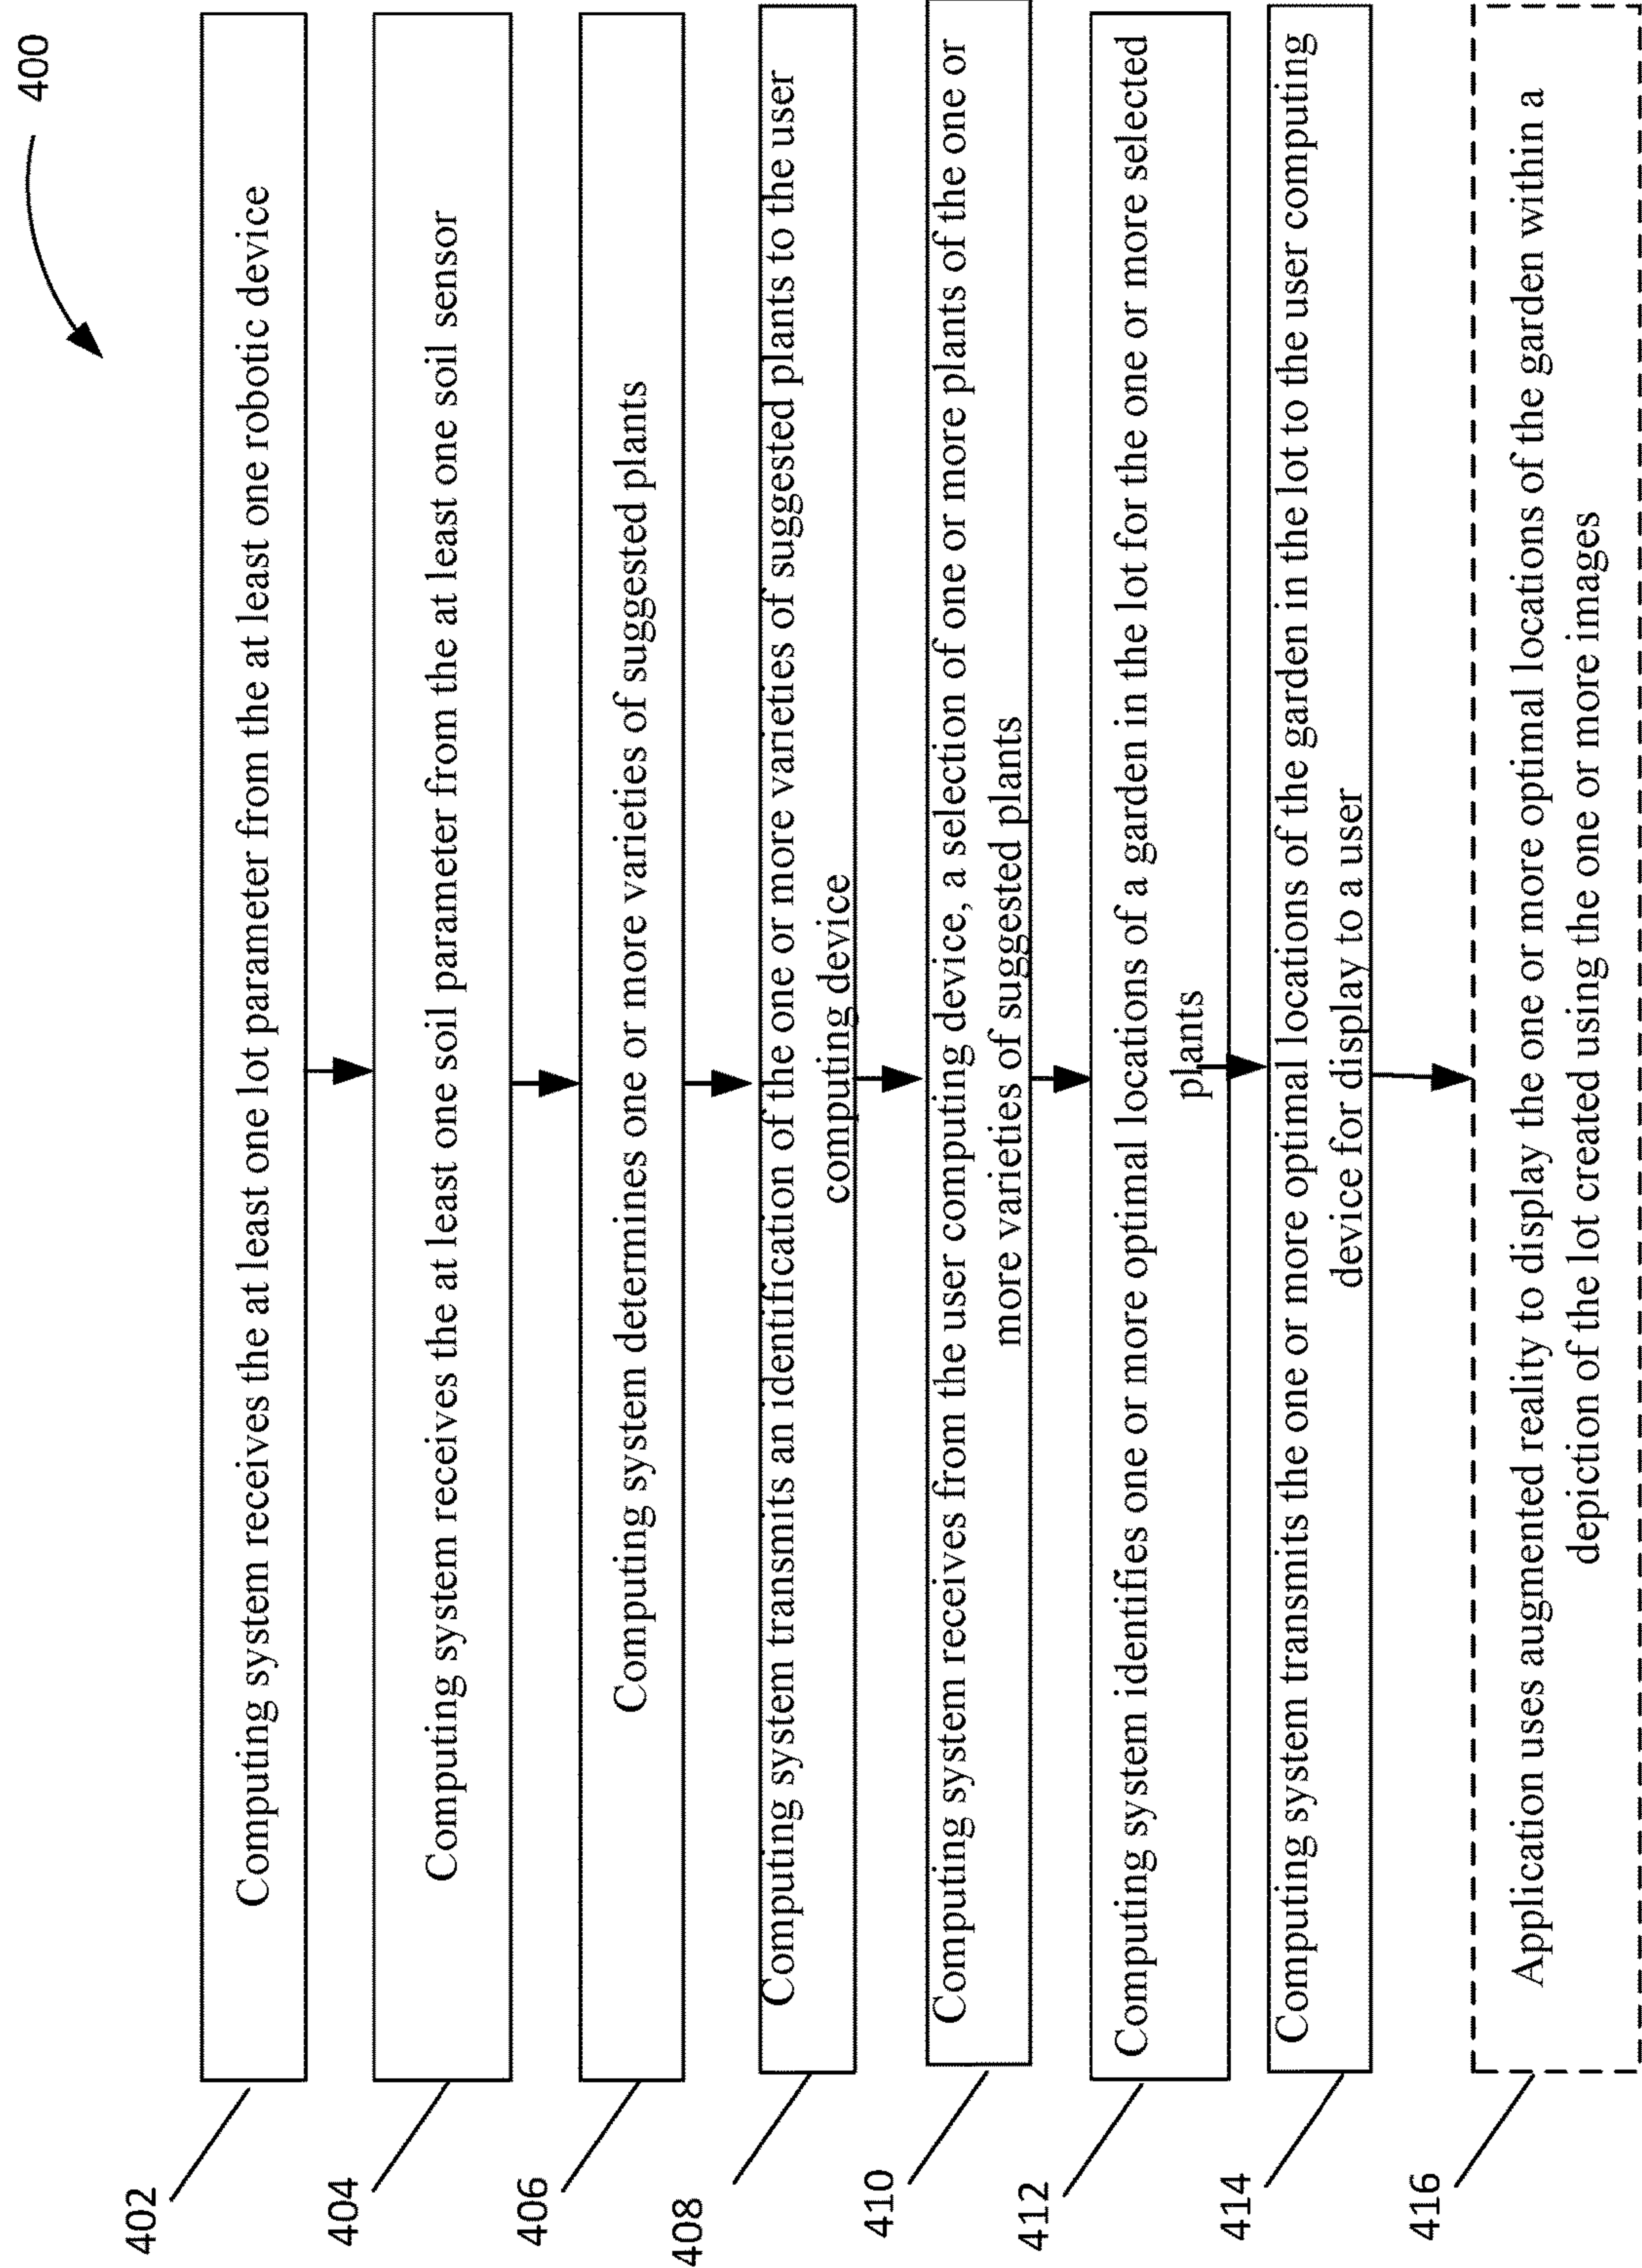 400
402
Computing system receives the at least one lot parameter from the at least one robotic device
404
Computing system receives the at least one soil parameter from the at least one soil sensor
406
Computing system determines one or more varieties of suggested plants
408
Computing system transmits an identification of the one or more varieties of suggested plants to the user
computing device
410
Computing system receives from the user computing device, a selection of one or more plants of the one or
more varieties of suggested plants
412
Computing system identifies one or more optimal locations of a garden in the lot for the one or more selected
plants
414
Computing system transmits the one or more optimal locations of the garden in the lot to the user computing
device for display to a user
416
Application uses augmented reality to display the one or more optimal locations of the garden within a
depiction of the lot created using the one or more images